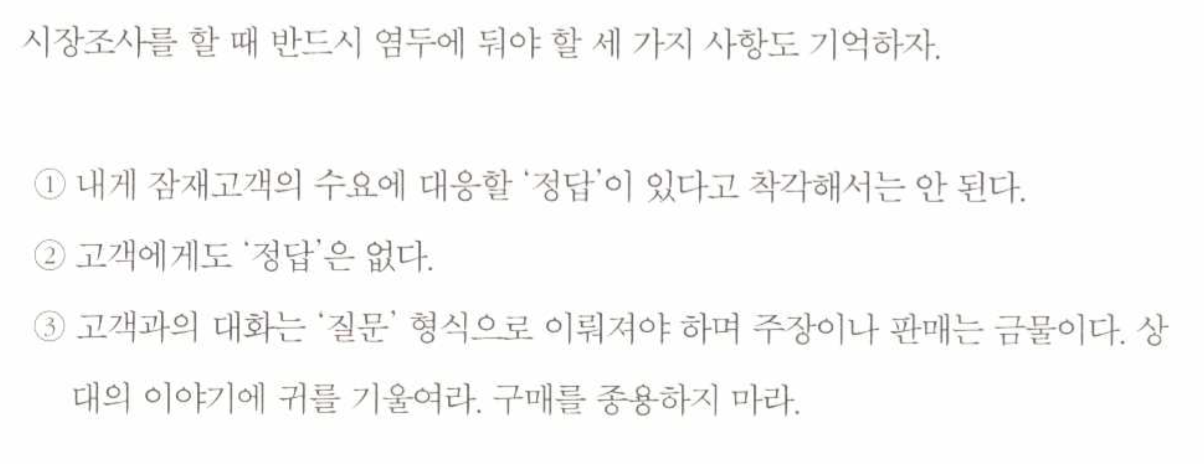 시장조사를 할 때 반드시 염두에 둬야 할 세 가지 사항도 기억하자.
① 내게 잠재고객의 수요에 대응할 ‘정답’이 있다고 착각해서는 안 된다.
② 고객에게도 ‘정답’은 없다.
③ 고객과의 대화는 ‘질문’ 형식으로 이뤄져야 하며 주장이나 판매는 금물이다. 상
대의 이야기에 귀를 기울여라. 구매를 종용하지 마라.